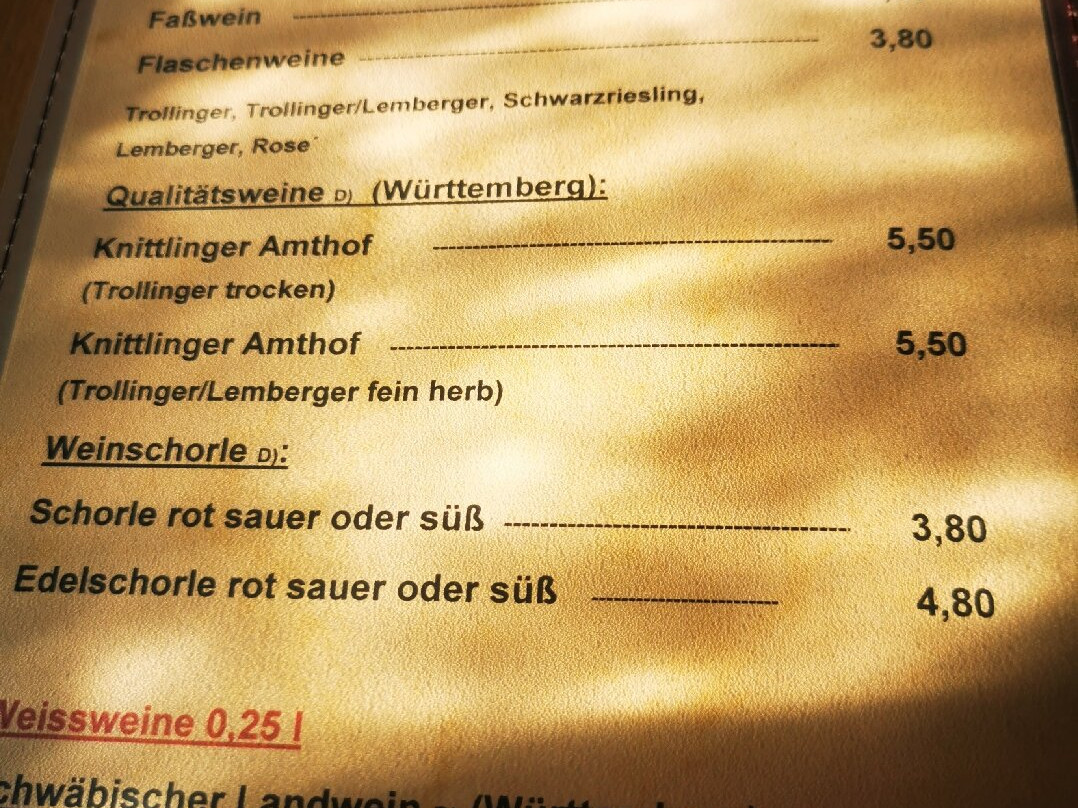 Faßwein
Flaschenweine ---------------------------------------- 3,80
Trollinger, Trollinger/Lemberger, Schwarzriesling,
Lemberger, Rose´
Qualitätsweine D) (Württemberg):
Knittlinger Amthof ---------------------------------------- 5,50
(Trollinger trocken)
Knittlinger Amthof ---------------------------------------- 5,50
(Trollinger/Lemberger fein herb)
Weinschorle D):
Schorle rot sauer oder süß ------------------------------ 3,80
Edelschorle rot sauer oder süß ---------------- 4,80
Weissweine 0,25 l